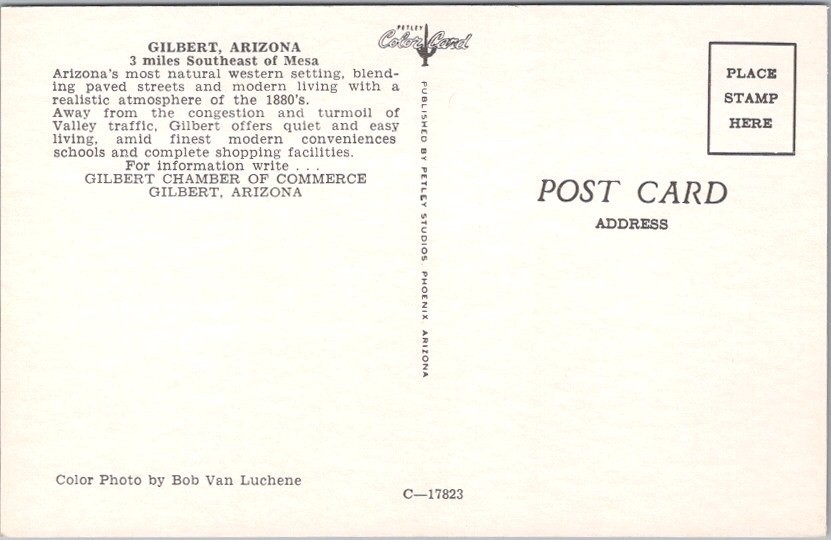 GILBERT, ARIZONA
3 miles Southeast of Mesa
Arizona's most natural western setting, blend-
ing paved streets and modern living with a
realistic atmosphere of the 1880's.
Away from the congestion and turmoil of
Valley traffic, Gilbert offers quiet and easy
living, amid finest modern conveniences
schools and complete shopping facilities.
For information write . . .
GILBERT CHAMBER OF COMMERCE
GILBERT, ARIZONA
Color Photo by Bob Van Luchene
PETLEY
Color Card
PUBLISHED BY PETLEY STUDIOS, PHOENIX, ARIZONA
C—17823
PLACE
STAMP
HERE
POST CARD
ADDRESS